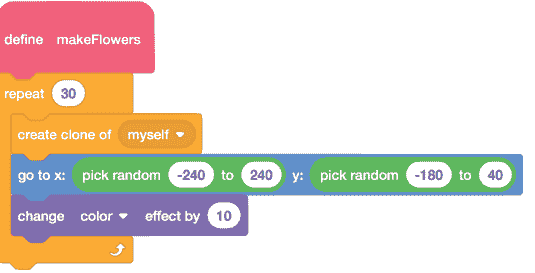 define makeFlowers
repeat 30
create clone of myself
go to x: pick random -240 to 240 y: pick random -180 to 40
change color effect by 10